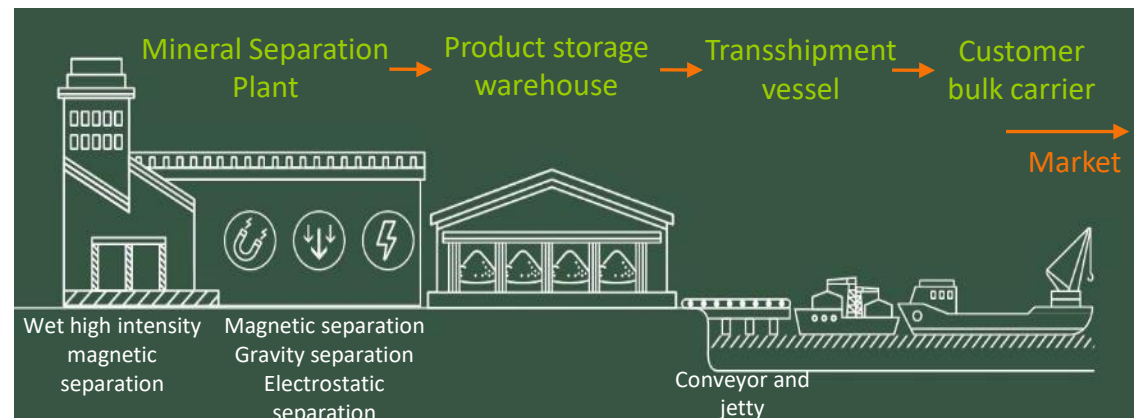 Mineral Separation
Plant
Product storage
warehouse
Transshipment
vessel
Customer
bulk carrier
Market
Wet high intensity
magnetic
separation
Magnetic separation
Gravity separation
Electrostatic
separation
Conveyor and
jetty